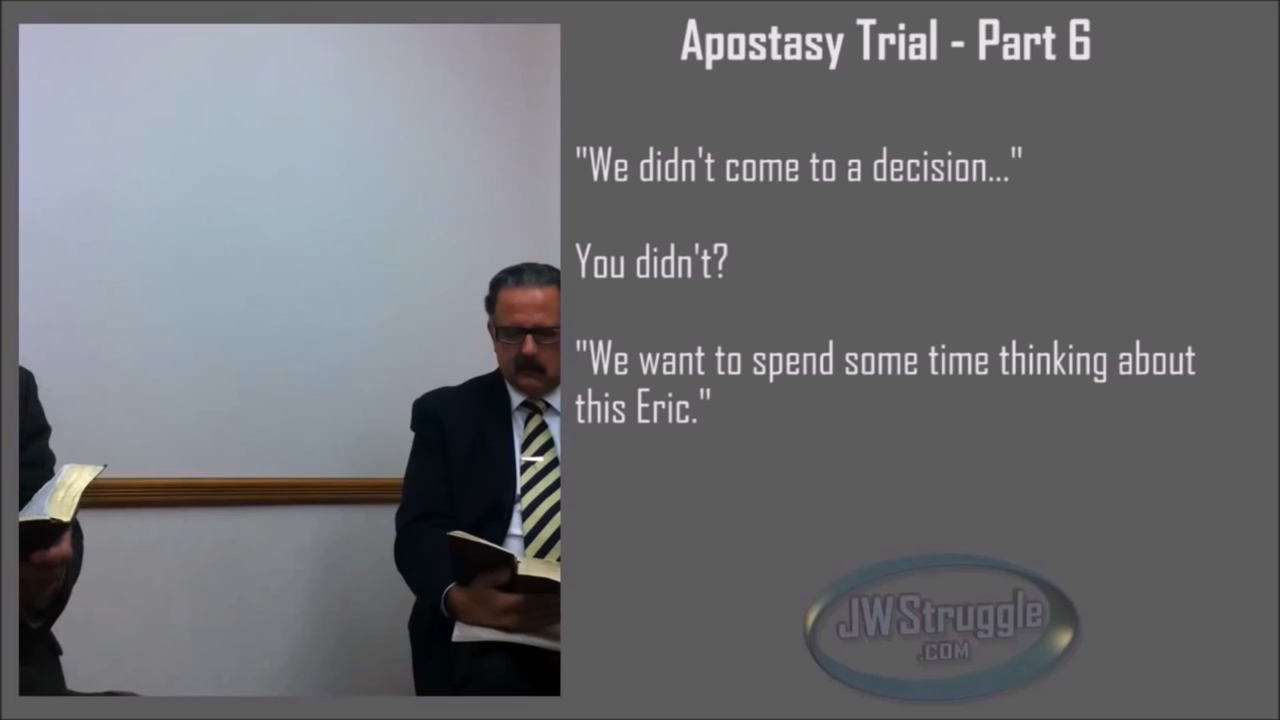 Apostasy Trial - Part 6
"We didn't come to a decision..."
You didn't?
"We want to spend some time thinking about
this Eric."
JWStruggle
.COM